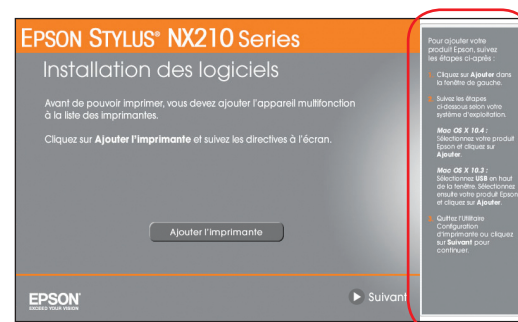 EPSON STYLUS® NX210 Series
Installation des logiciels
Avant de pouvoir imprimer, vous devez ajouter l'appareil multifonction
à la liste des imprimantes.
Cliquez sur Ajouter l'imprimante et suivez les directives à l'écran.
Ajouter l'imprimante
EPSON®
EXCEED YOUR VISION
Suivant
Pour ajouter votre
produit Epson, suivez
les étapes ci-après :
1. Cliquez sur Ajouter dans
la fenêtre de gauche.
2. Suivez les étapes
ci-dessous selon votre
système d'exploitation.
Mac OS X 10.4 :
Sélectionnez votre produit
Epson et cliquez sur
Ajouter.
Mac OS X 10.3 :
Sélectionnez USB en haut
de la fenêtre. Sélectionnez
ensuite votre produit Epson
et cliquez sur Ajouter.
3. Quittez l'Utilitaire
Configuration
d'Imprimante ou cliquez
sur Suivant pour
continuer.